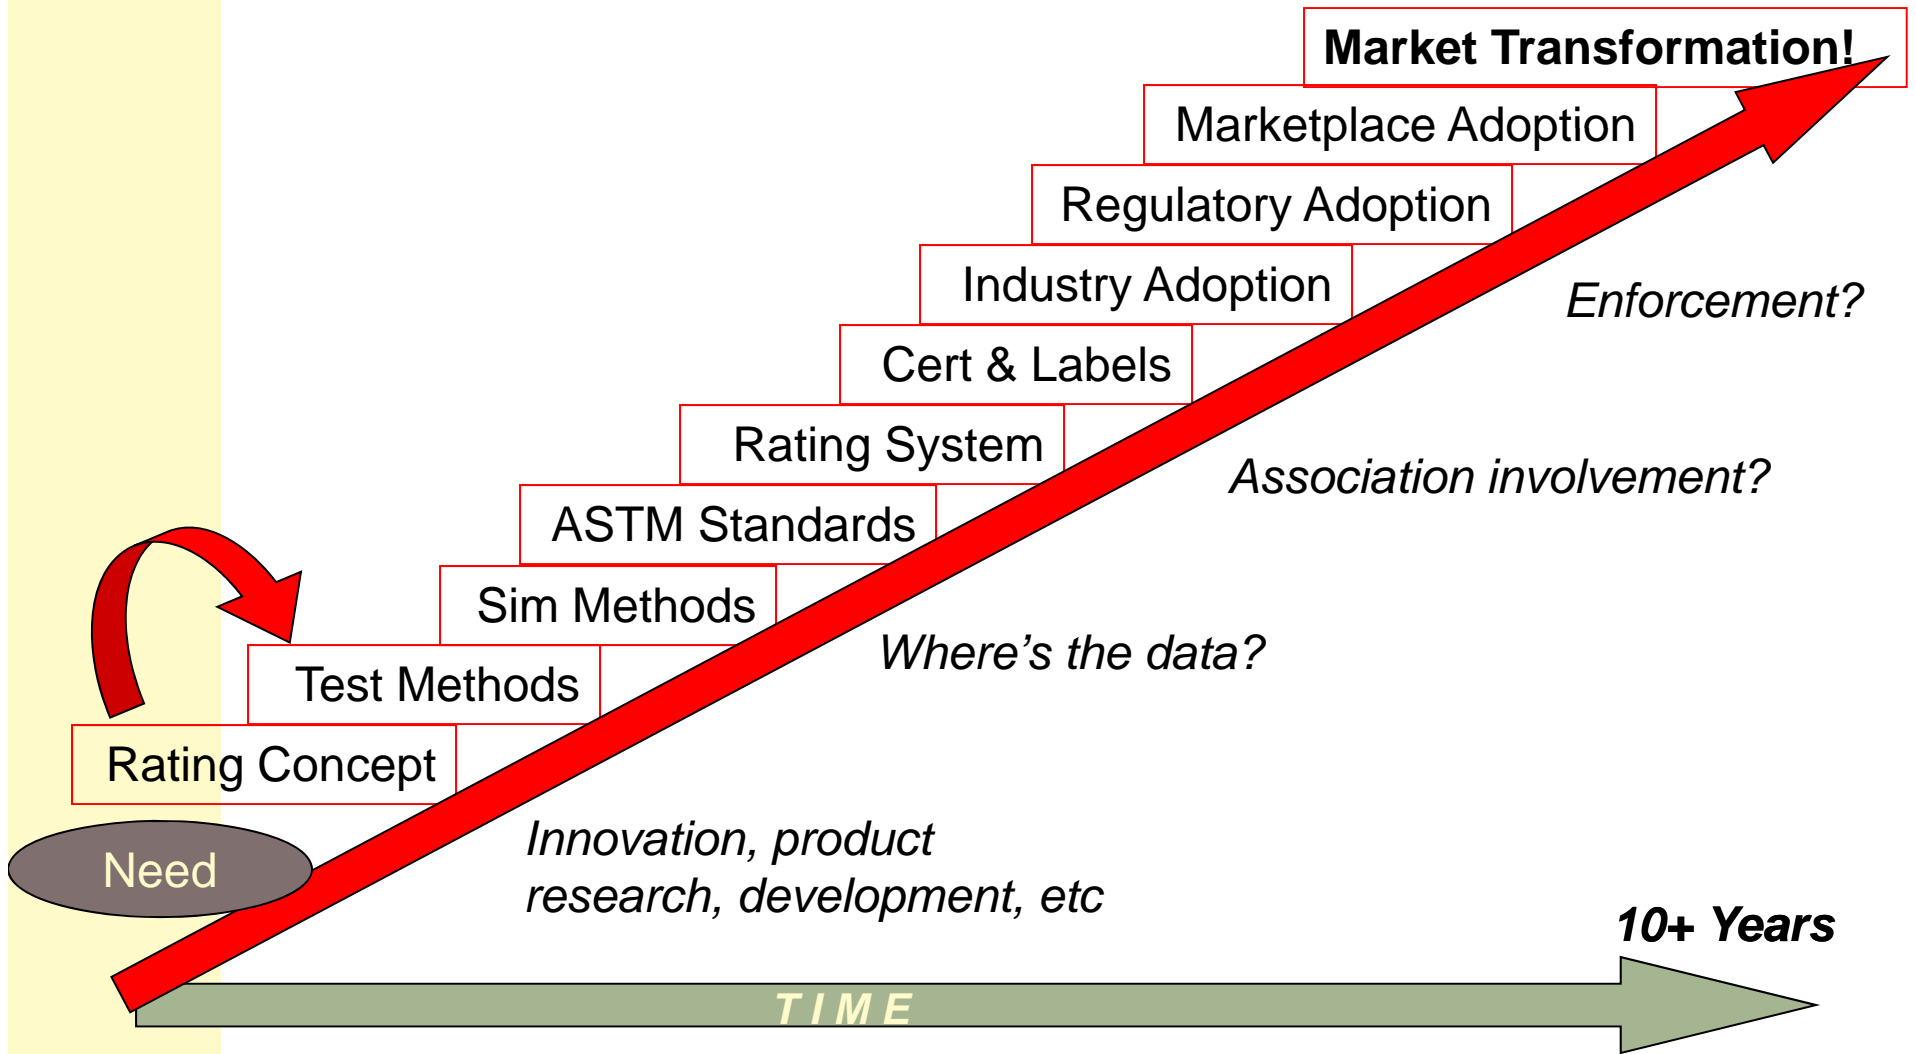 Market Transformation!
Marketplace Adoption
Regulatory Adoption
Industry Adoption
Enforcement?
Cert & Labels
Rating System
Association involvement?
ASTM Standards
Sim Methods
Where’s the data?
Test Methods
Rating Concept
Innovation, product
research, development, etc
Need
10+ Years
T I M E